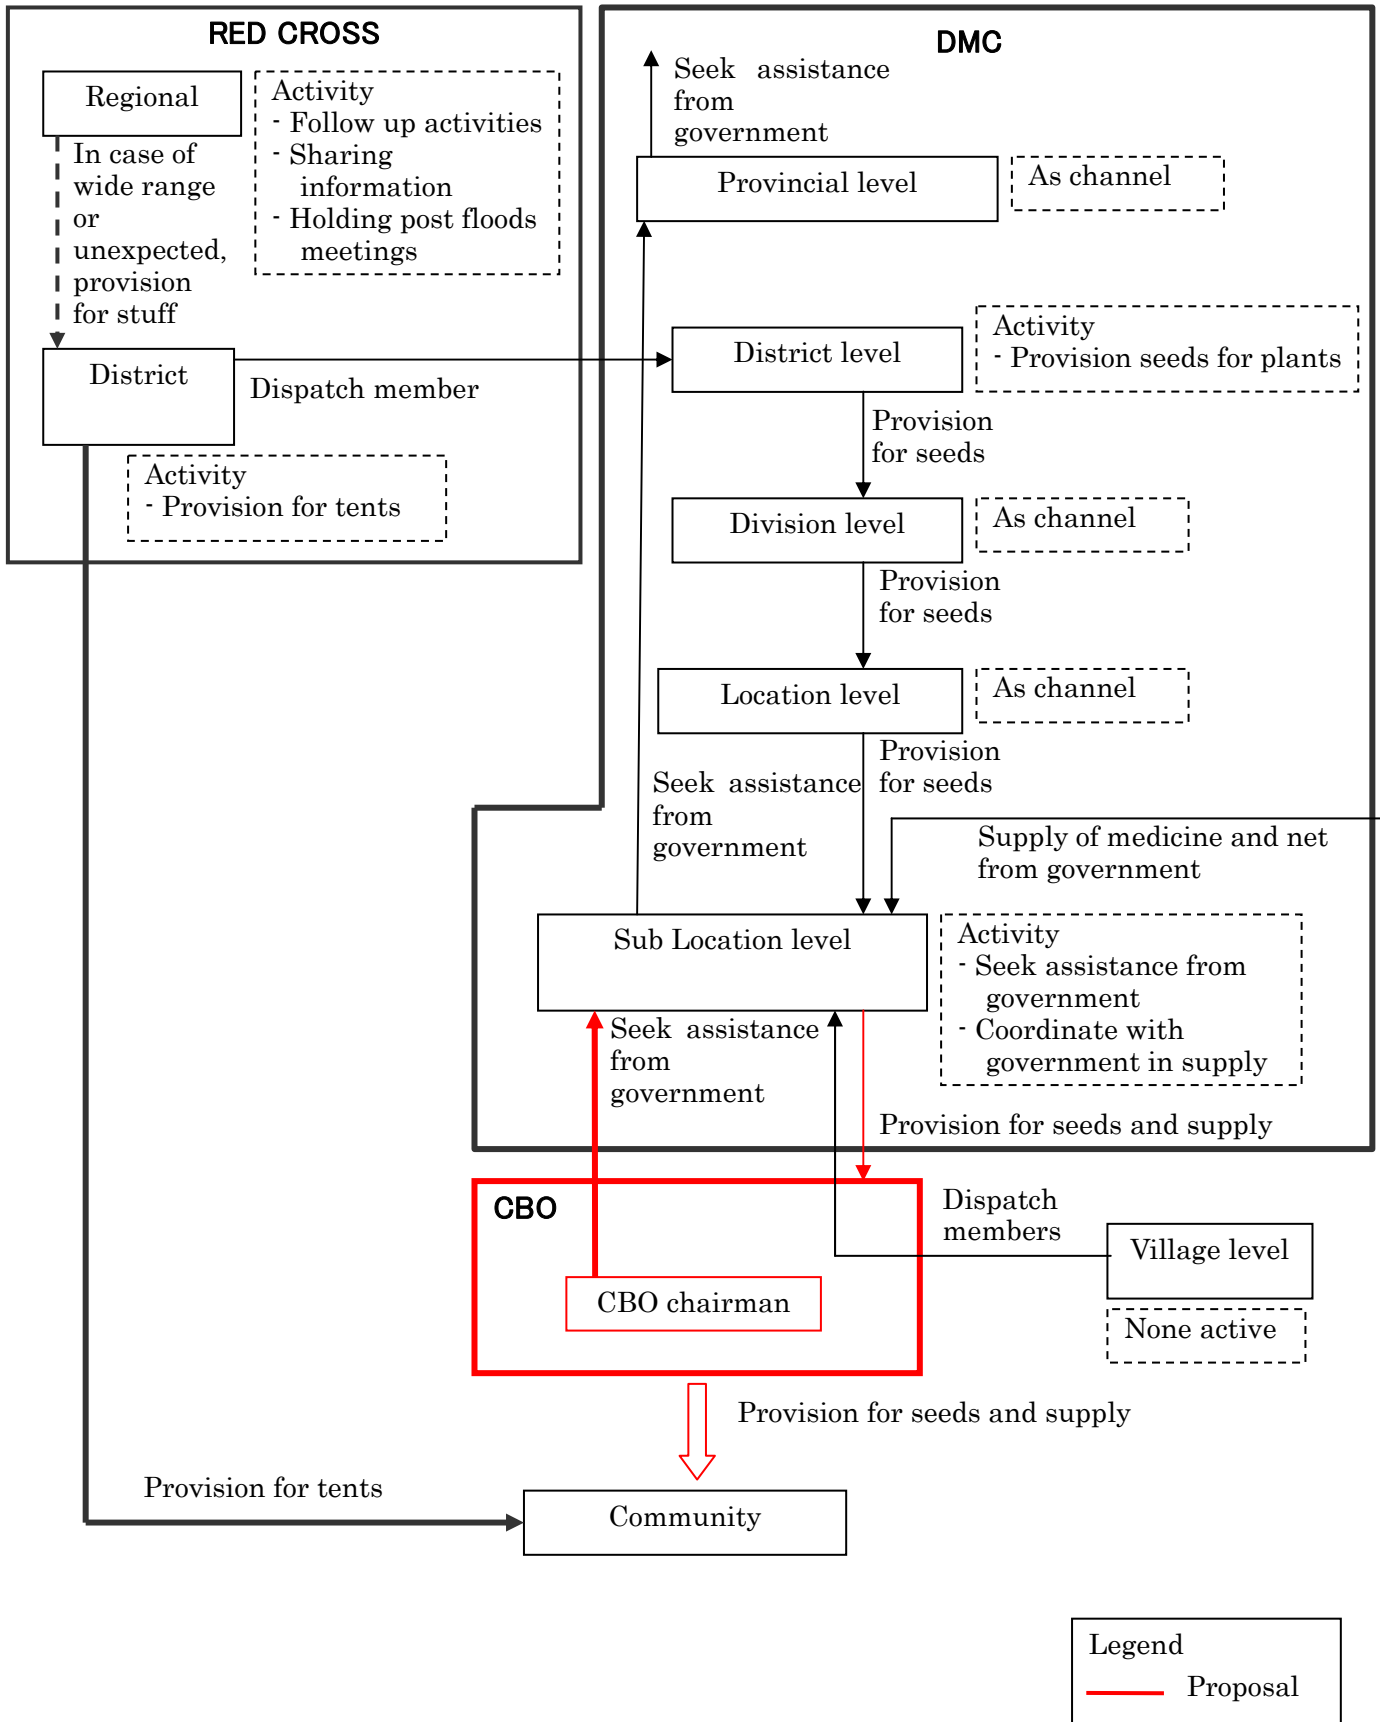 RED CROSS
Regional
Activity
- Follow up activities
- Sharing
information
- Holding post floods
meetings
In case of
wide range
or
unexpected,
provision
for stuff
District
Dispatch member
Activity
- Provision for tents
DMC
Seek assistance
from
government
Provincial level
As channel
District level
Activity
- Provision seeds for plants
Provision
for seeds
Division level
As channel
Provision
for seeds
Location level
As channel
Provision
for seeds
Seek assistance
from
government
Supply of medicine and net
from government
Sub Location level
Activity
- Seek assistance from
government
- Coordinate with
government in supply
Seek assistance
from
government
Provision for seeds and supply
CBO
CBO chairman
Dispatch
members
Village level
None active
Provision for seeds and supply
Provision for tents
Community
Legend
Proposal